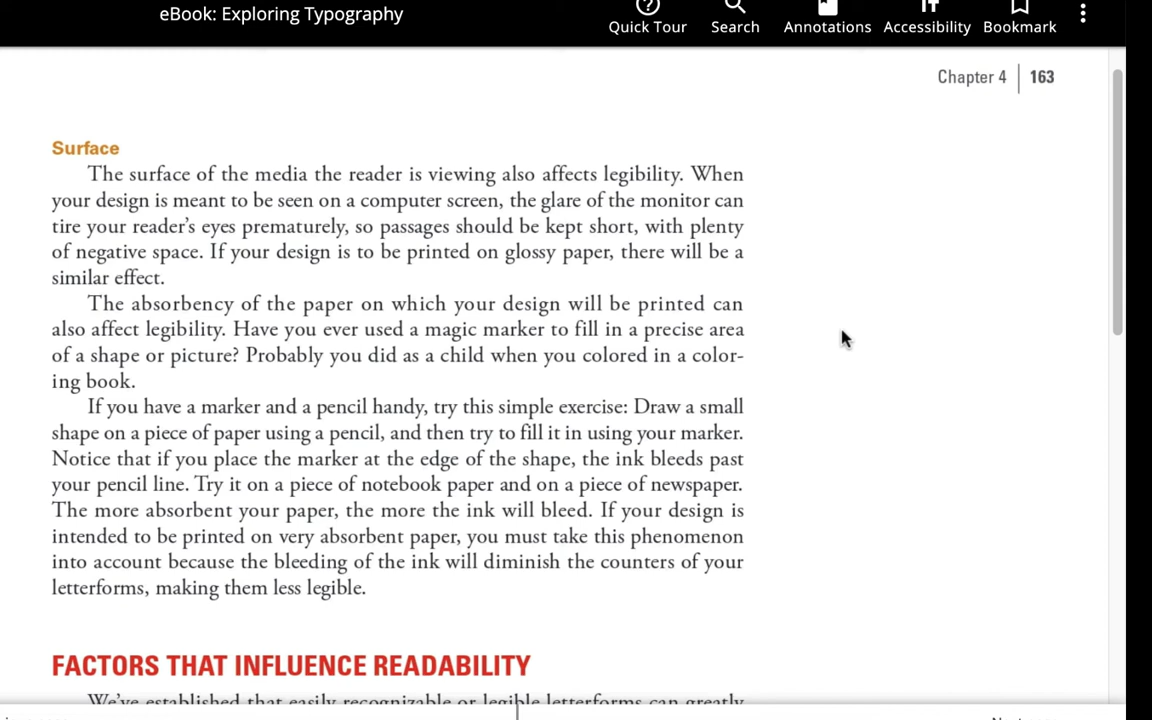 eBook: Exploring Typography
Quick Tour
Search
Annotations
Accessibility
Bookmark
Chapter 4 | 163
Surface
The surface of the media the reader is viewing also affects legibility. When
your design is meant to be seen on a computer screen, the glare of the monitor can
tire your reader's eyes prematurely, so passages should be kept short, with plenty
of negative space. If your design is to be printed on glossy paper, there will be a
similar effect.
The absorbency of the paper on which your design will be printed can
also affect legibility. Have you ever used a magic marker to fill in a precise area
of a shape or picture? Probably you did as a child when you colored in a color-
ing book.
If you have a marker and a pencil handy, try this simple exercise: Draw a small
shape on a piece of paper using a pencil, and then try to fill it in using your marker.
Notice that if you place the marker at the edge of the shape, the ink bleeds past
your pencil line. Try it on a piece of notebook paper and on a piece of newspaper.
The more absorbent your paper, the more the ink will bleed. If your design is
intended to be printed on very absorbent paper, you must take this phenomenon
into account because the bleeding of the ink will diminish the counters of your
letterforms, making them less legible.
FACTORS THAT INFLUENCE READABILITY
We've established that easily recognizable or legible letterforms can greatly